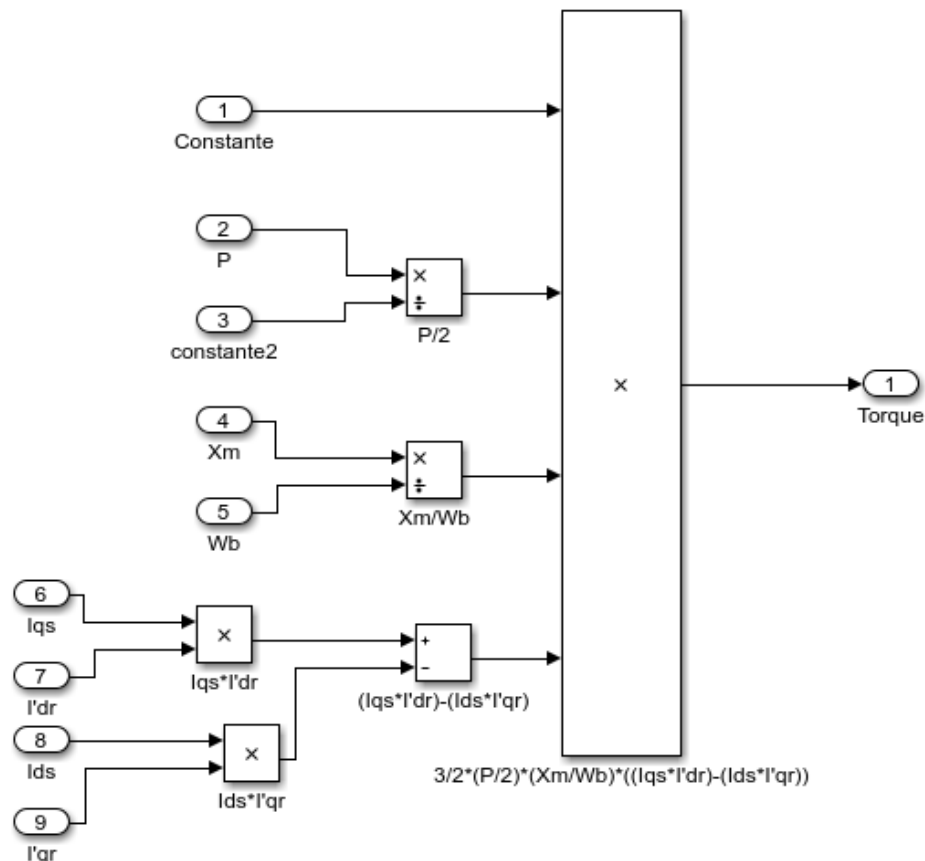 1
Constante
2
P
×
÷
3
constante2
P/2
×
1
Torque
4
Xm
×
÷
5
Wb
Xm/Wb
6
Iqs
×
+
−
7
I'dr
Iqs*I'dr
(Iqs*I'dr)-(Ids*I'qr)
8
Ids
×
Ids*I'qr
3/2*(P/2)*(Xm/Wb)*((Iqs*I'dr)-(Ids*I'qr))
9
I'qr